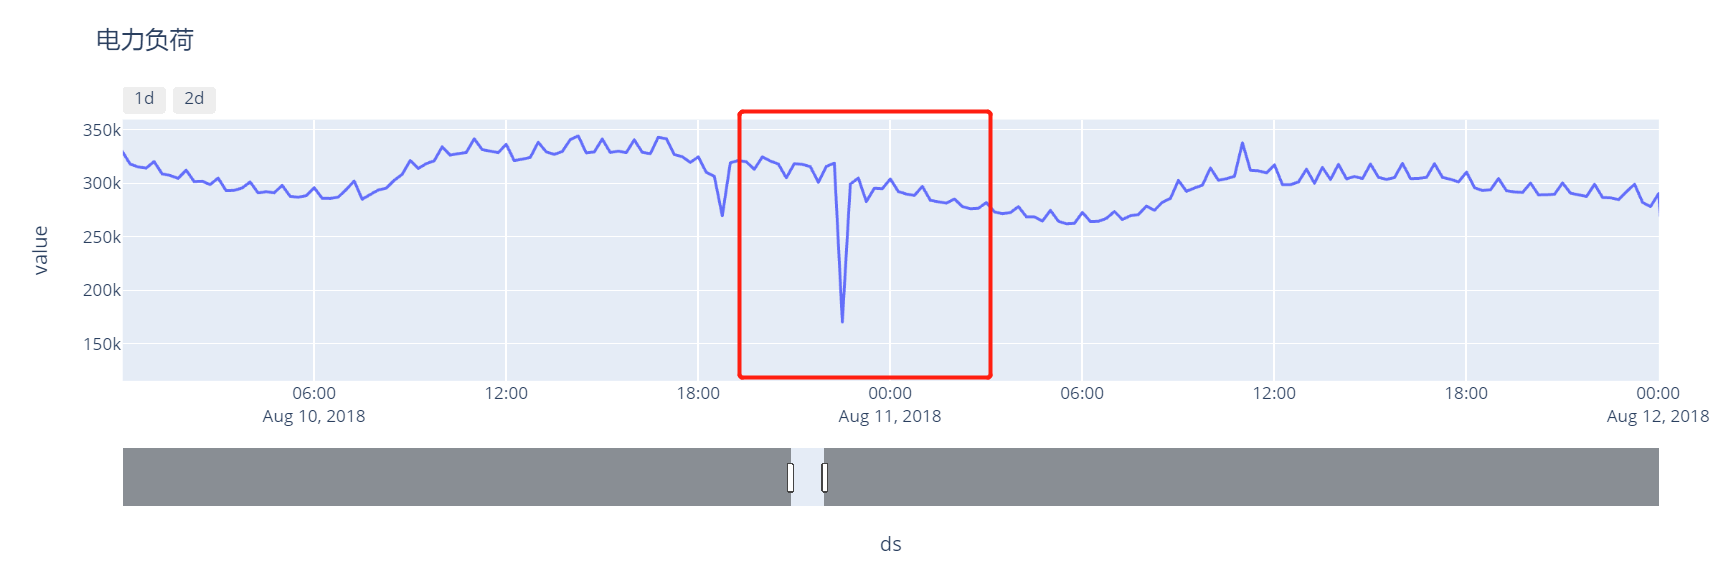 电力负荷
1d 2d
350k
300k
250k
200k
150k
value
06:00 12:00 18:00 00:00 06:00 12:00 18:00 00:00
Aug 10, 2018 Aug 11, 2018 Aug 12, 2018
ds